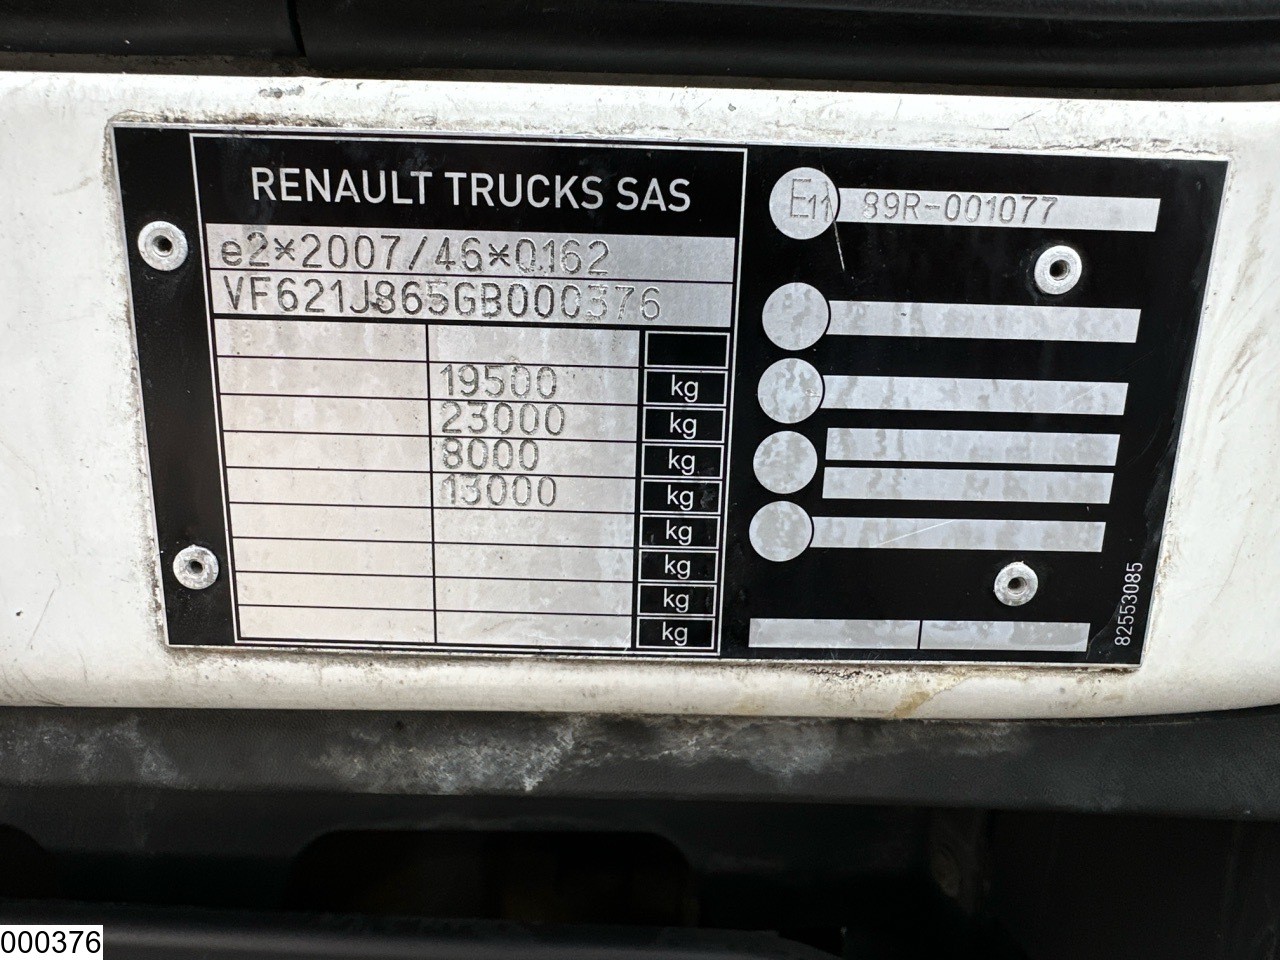 RENAULT TRUCKS SAS
e2*2007/46*0162
VF621J865GB000376
19500 kg
23000 kg
8000 kg
13000 kg
kg
kg
kg
kg
E11 89R-001077
82553085
000376